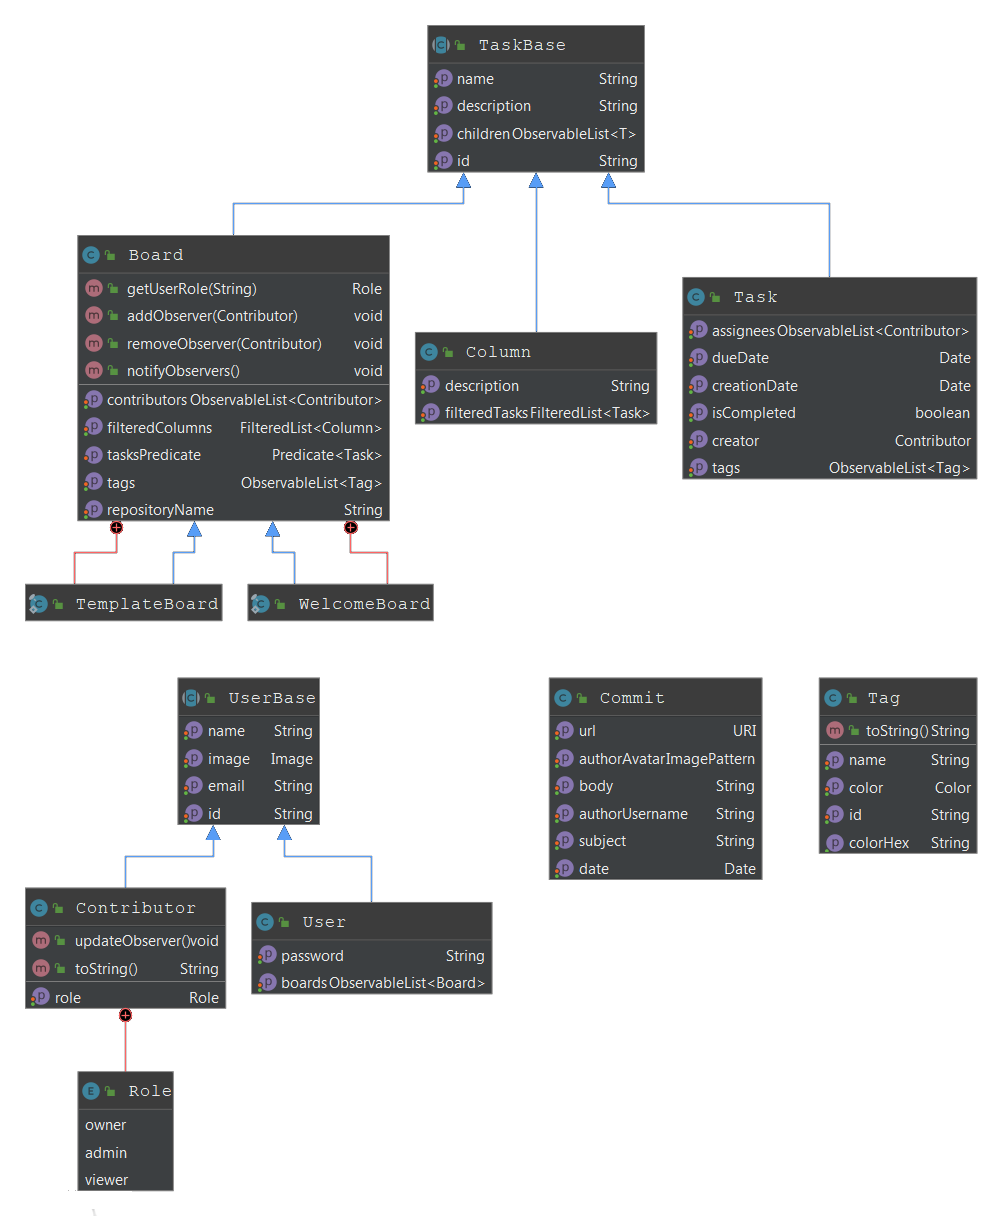 TaskBase
name String
description String
children ObservableList<T>
id String
Board
getUserRole(String) Role
addObserver(Contributor) void
removeObserver(Contributor) void
notifyObservers() void
contributors ObservableList<Contributor>
filteredColumns FilteredList<Column>
tasksPredicate Predicate<Task>
tags ObservableList<Tag>
repositoryName String
Column
description String
filteredTasks FilteredList<Task>
Task
assignees ObservableList<Contributor>
dueDate Date
creationDate Date
isCompleted boolean
creator Contributor
tags ObservableList<Tag>
TemplateBoard
WelcomeBoard
UserBase
name String
image Image
email String
id String
Commit
url URI
authorAvatarImagePattern
body String
authorUsername String
subject String
date Date
Tag
toString() String
name String
color Color
id String
colorHex String
Contributor
updateObserver() void
toString() String
role Role
User
password String
boards ObservableList<Board>
Role
owner
admin
viewer